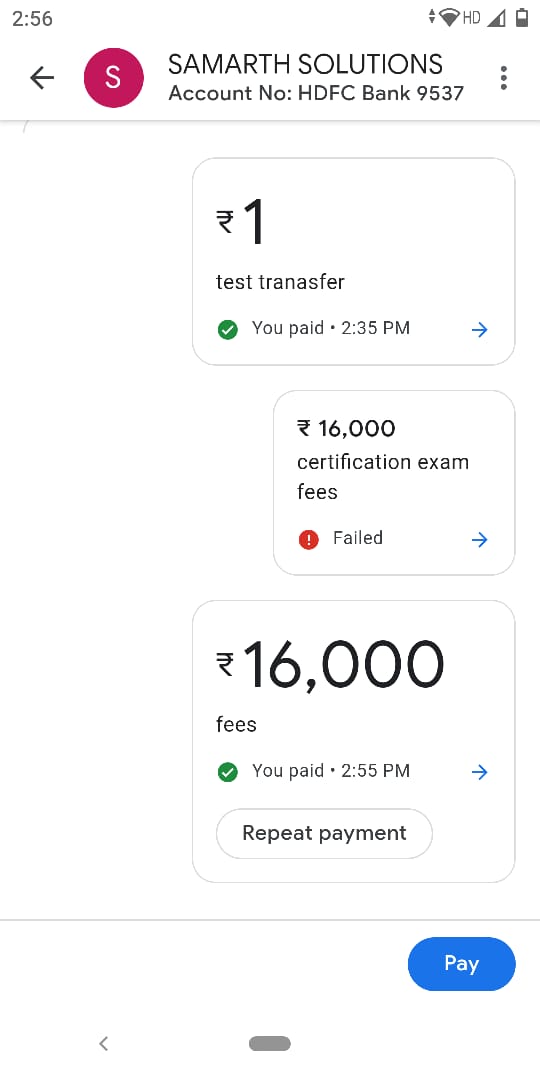 2:56
HD
S
SAMARTH SOLUTIONS
Account No: HDFC Bank 9537
₹1
test tranasfer
You paid • 2:35 PM
₹ 16,000
certification exam
fees
Failed
₹16,000
fees
You paid • 2:55 PM
Repeat payment
Pay